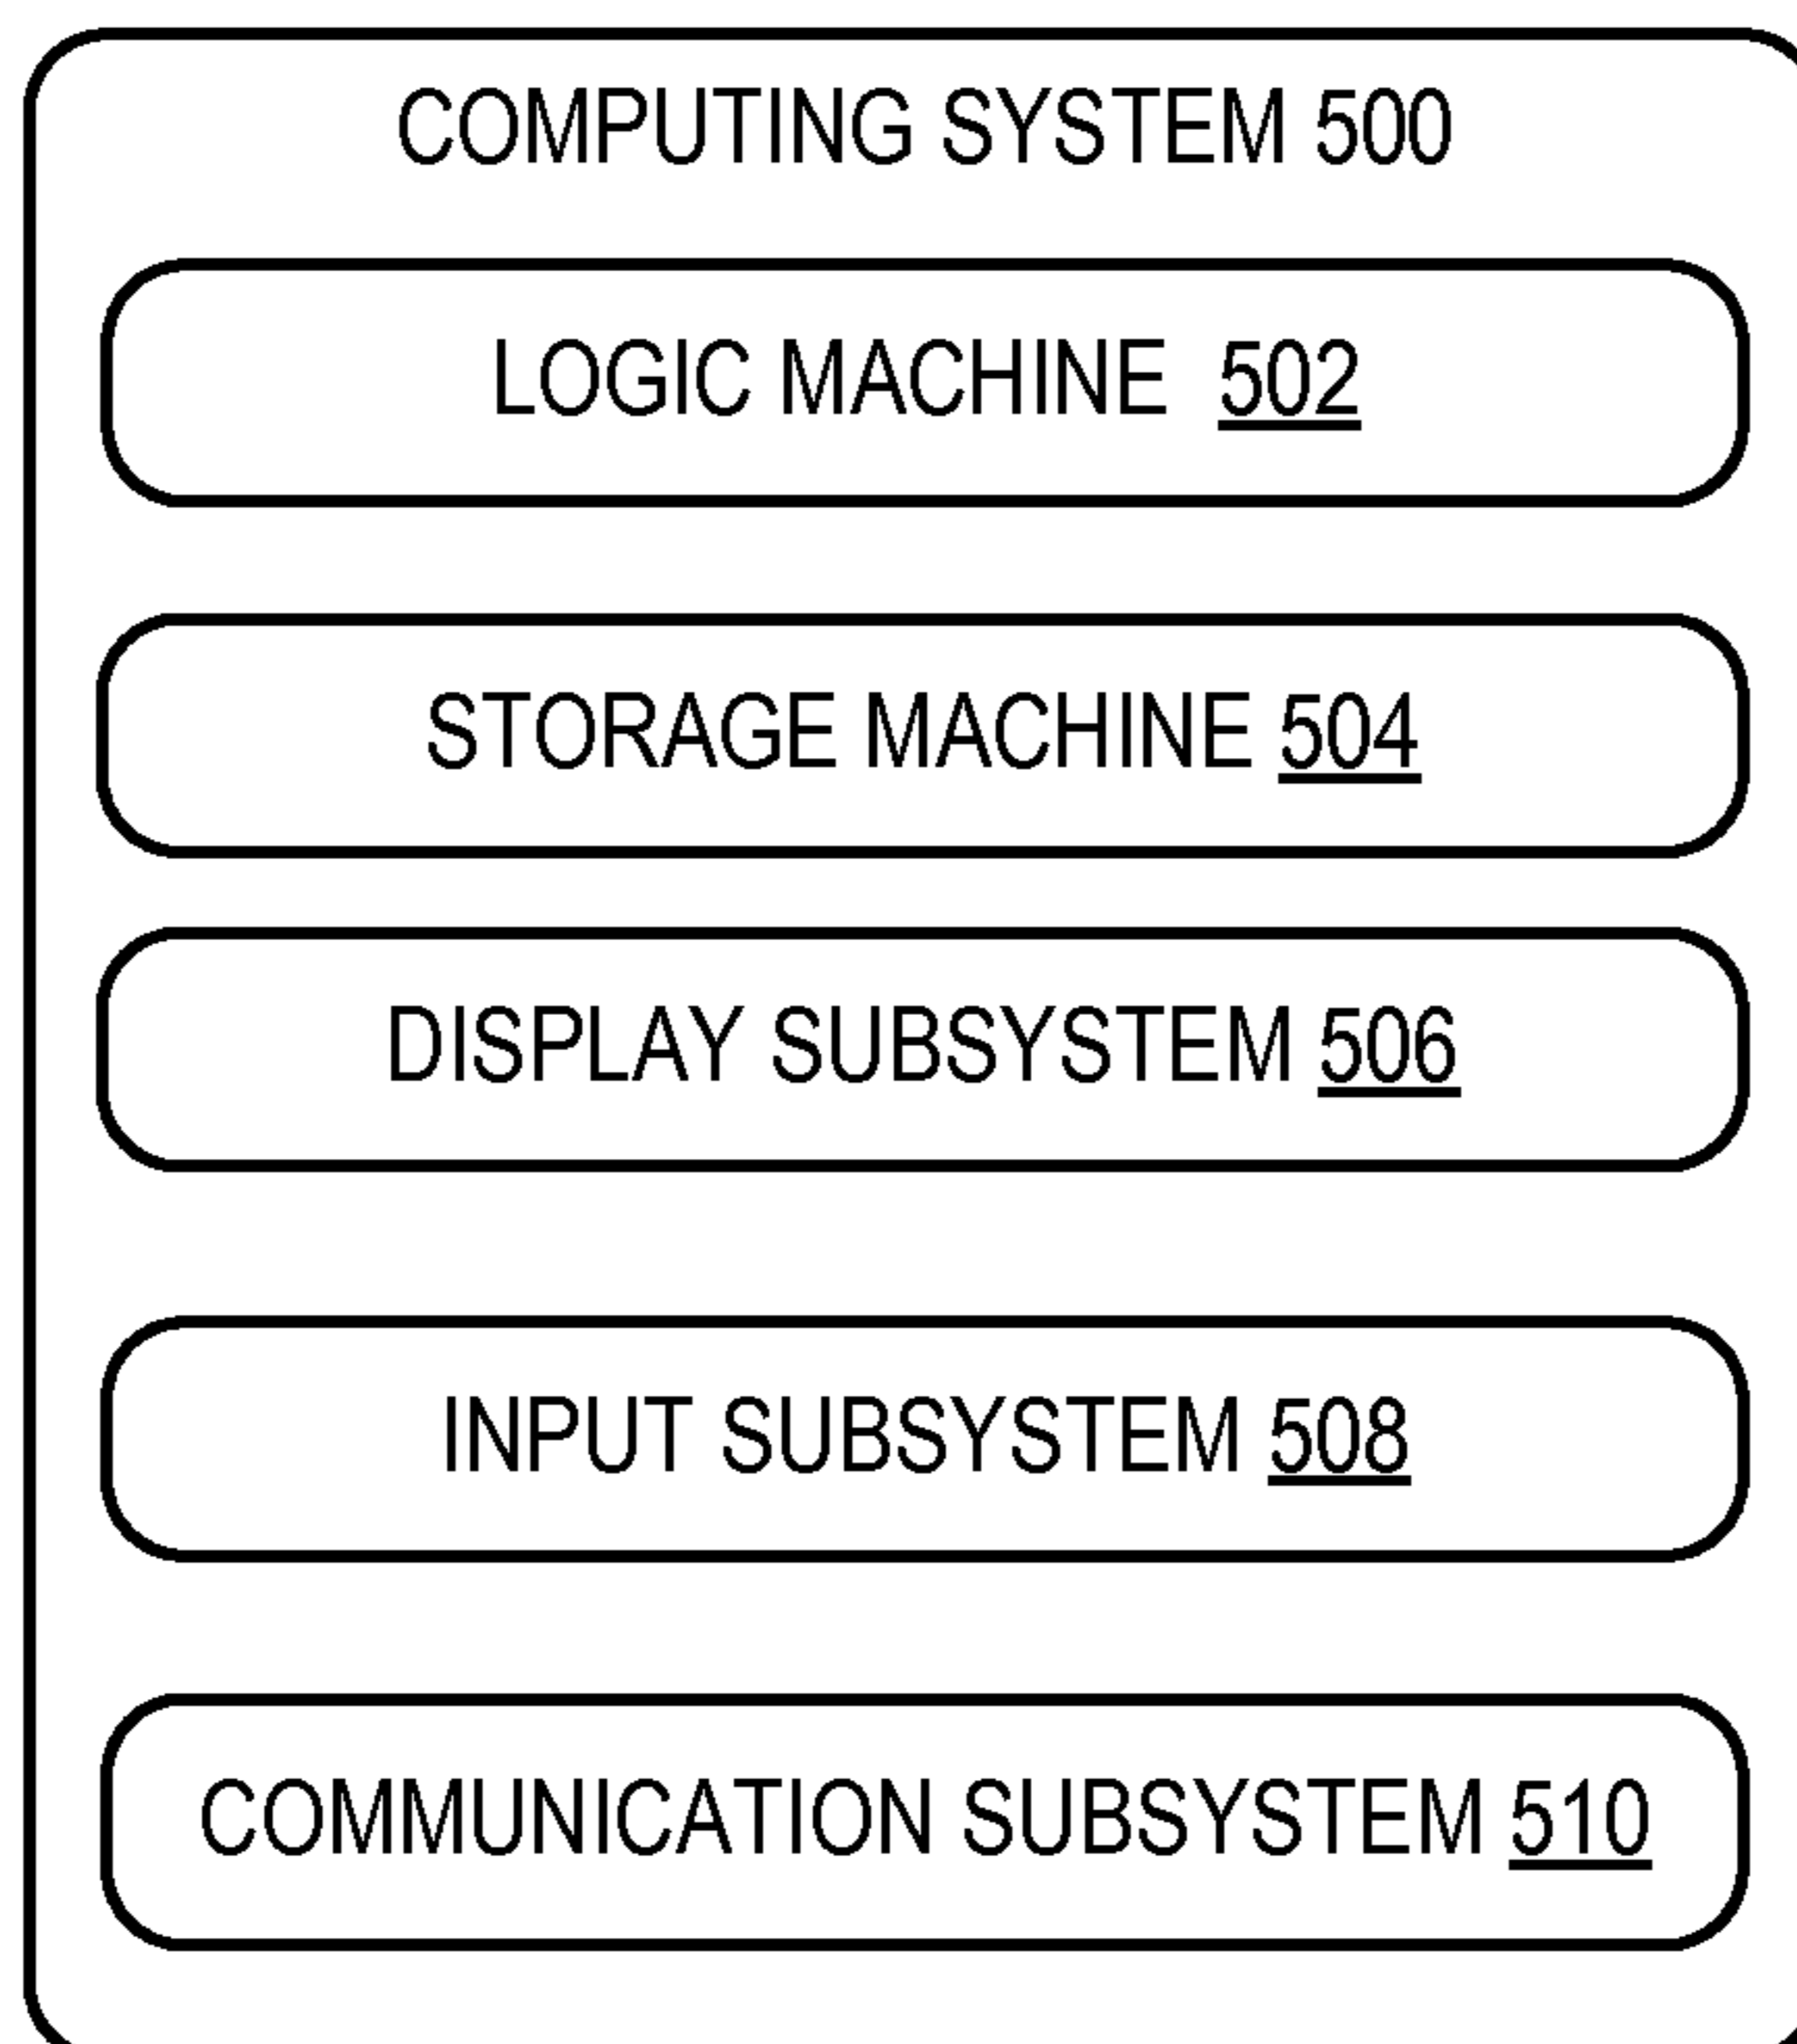 COMPUTING SYSTEM 500
LOGIC MACHINE 502
STORAGE MACHINE 504
DISPLAY SUBSYSTEM 506
INPUT SUBSYSTEM 508
COMMUNICATION SUBSYSTEM 510